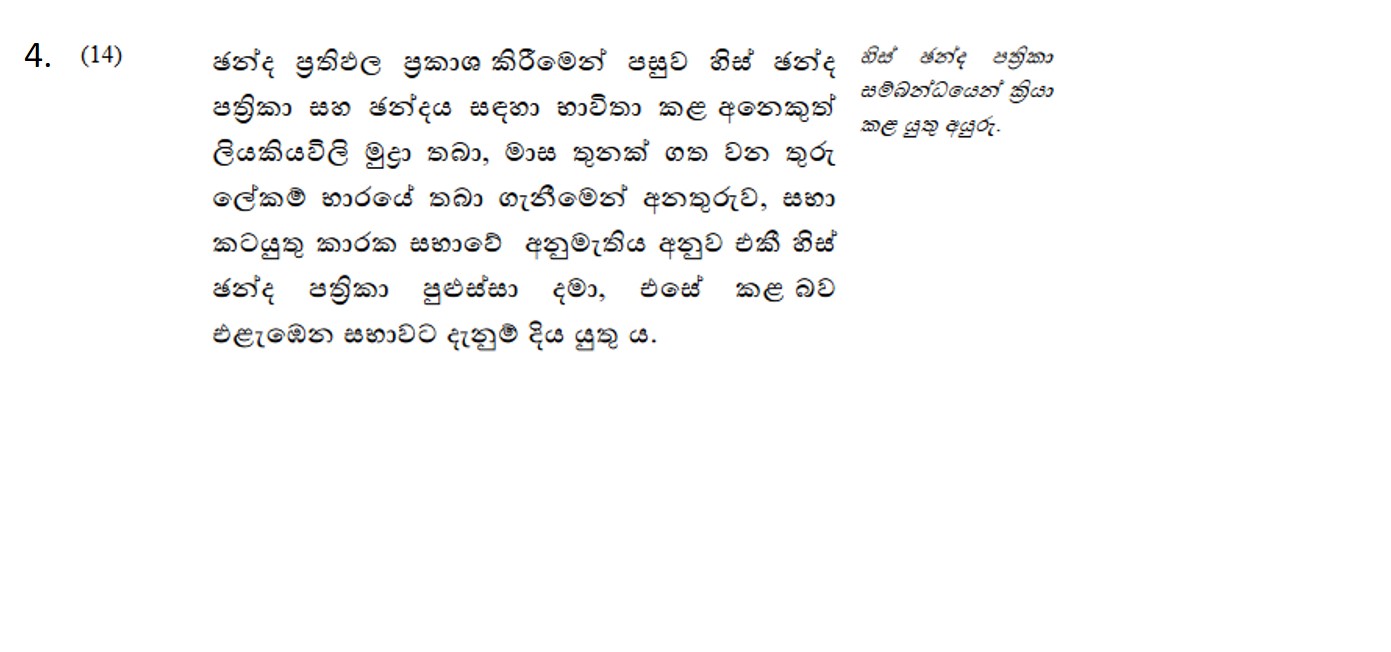 4. (14)
ඡන්ද ප්‍රතිඵල ප්‍රකාශ කිරීමෙන් පසුව හිස් ඡන්ද
පත්‍රිකා සහ ඡන්දය සඳහා භාවිතා කළ අනෙකුත්
ලියකියවිලි මුද්‍රා තබා, මාස තුනක් ගත වන තුරු
ලේකම් භාරයේ තබා ගැනීමෙන් අනතුරුව, සභා
කටයුතු කාරක සභාවේ අනුමැතිය අනුව එකී හිස්
ඡන්ද පත්‍රිකා පුළුස්සා දමා, එසේ කළ බව
එළැඹෙන සභාවට දැනුම් දිය යුතු ය.
හිස් ඡන්ද පත්‍රිකා
සම්බන්ධයෙන් ක්‍රියා
කළ යුතු අයුරු.